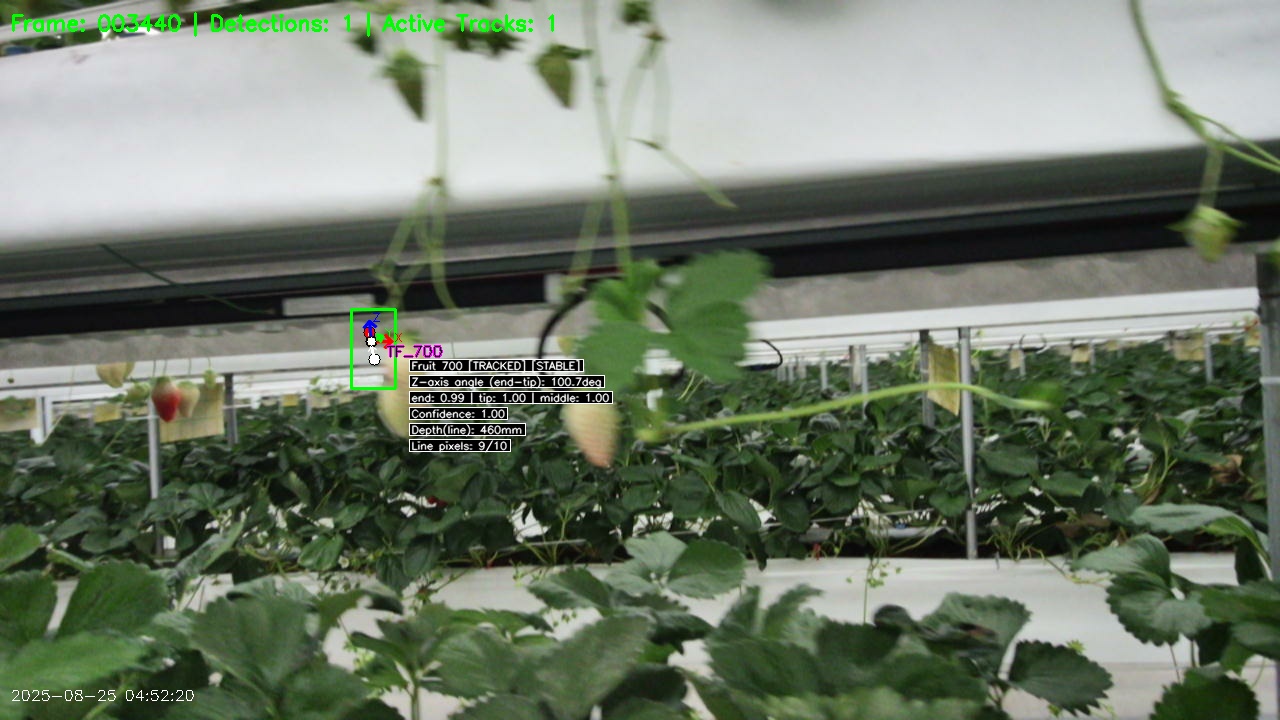 Frame: 003440 | Detections: 1 | Active Tracks: 1
TF_700
Fruit 700 [TRACKED] [STABLE]
Z-axis angle (end-tip): 100.7deg
end: 0.99 | tip: 1.00 | middle: 1.00
Confidence: 1.00
Depth(line): 460mm
Line pixels: 9/10
2025-08-25 04:52:20